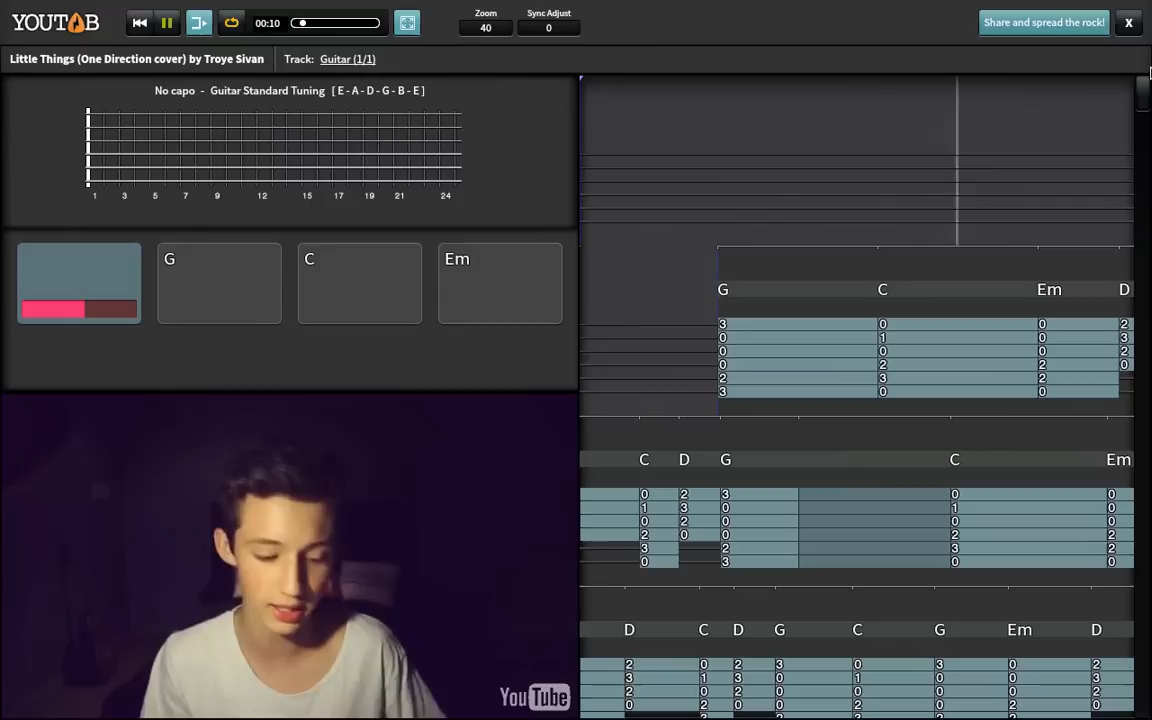 YOUTAB
00:10
Zoom
40
Sync Adjust
0
Share and spread the rock!
X
Little Things (One Direction cover) by Troye Sivan
Track: Guitar (1/1)
No capo - Guitar Standard Tuning [ E - A - D - G - B - E ]
1 3 5 7 9 12 15 17 19 21 24
G C Em
G C Em D
3 0 0 2
0 1 0 3
0 0 0 2
0 2 2 0
2 3 2
3 0 0
C D G C Em
0 2 3 0 0
1 3 0 1 0
0 2 0 0 0
2 0 0 2 2
3 2 3 2
0 3 0 0
D C D G C G Em D
2 0 2 3 0 3 0 2
3 1 3 0 1 0 0 3
2 0 2 0 0 0 0 2
0 2 0 0 2 0 2 0
YouTube